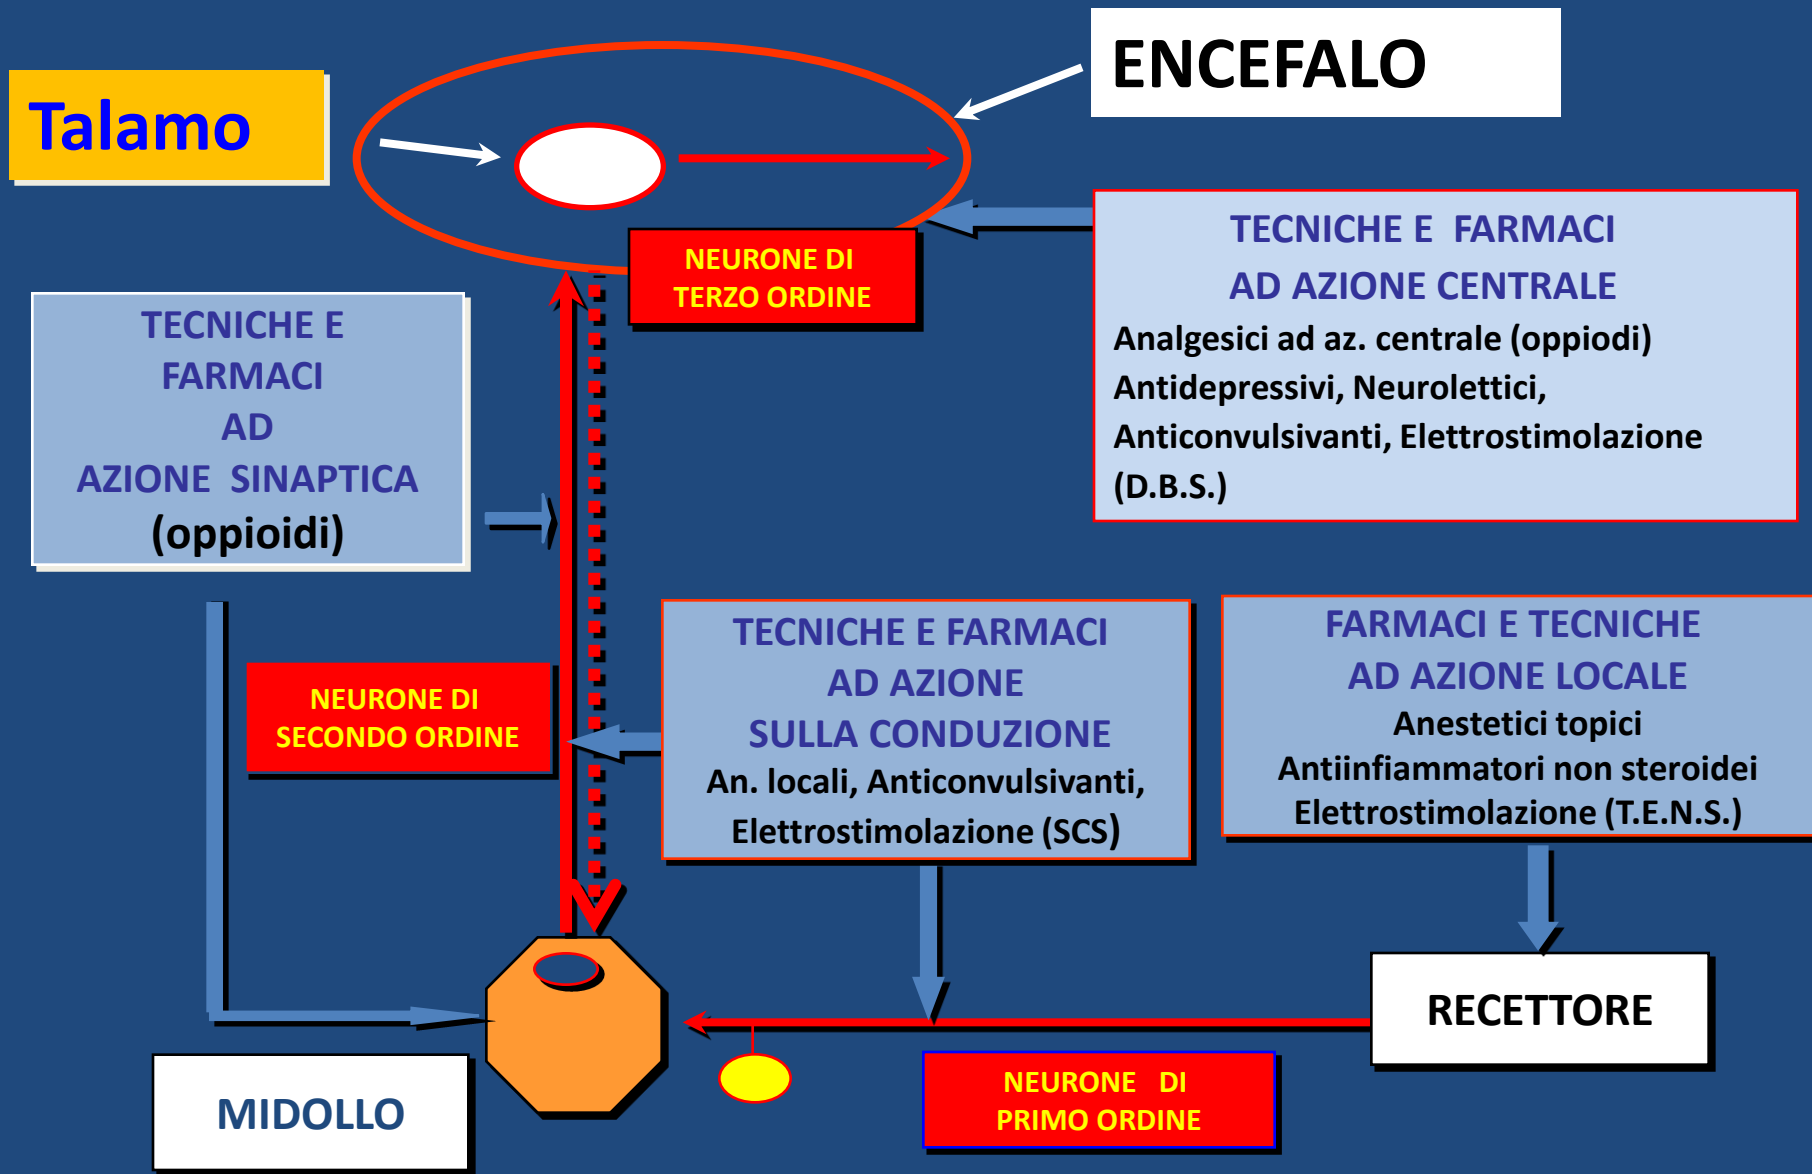 ENCEFALO
Talamo
NEURONE DI
TERZO ORDINE
TECNICHE E FARMACI
AD AZIONE CENTRALE
Analgesici ad az. centrale (oppiodi)
Antidepressivi, Neurolettici,
Anticonvulsivanti, Elettrostimolazione
(D.B.S.)
TECNICHE E
FARMACI
AD
AZIONE SINAPTICA
(oppioidi)
NEURONE DI
SECONDO ORDINE
TECNICHE E FARMACI
AD AZIONE
SULLA CONDUZIONE
An. locali, Anticonvulsivanti,
Elettrostimolazione (SCS)
FARMACI E TECNICHE
AD AZIONE LOCALE
Anestetici topici
Antiinfiammatori non steroidei
Elettrostimolazione (T.E.N.S.)
RECETTORE
MIDOLLO
NEURONE DI
PRIMO ORDINE